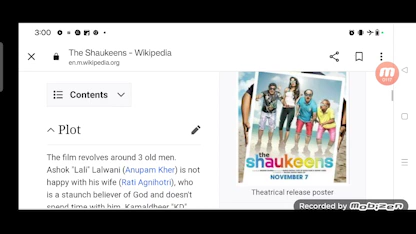 3:00
The Shaukeens - Wikipedia
en.m.wikipedia.org
Contents
Plot
The film revolves around 3 old men.
Ashok "Lali" Lalwani (Anupam Kher) is not
happy with his wife (Rati Agnihotri), who
is a staunch believer of God and doesn't
spend time with him. Kamaldheer "KD"
the
shaukeens
NOVEMBER 7
Theatrical release poster
Recorded by mobizen